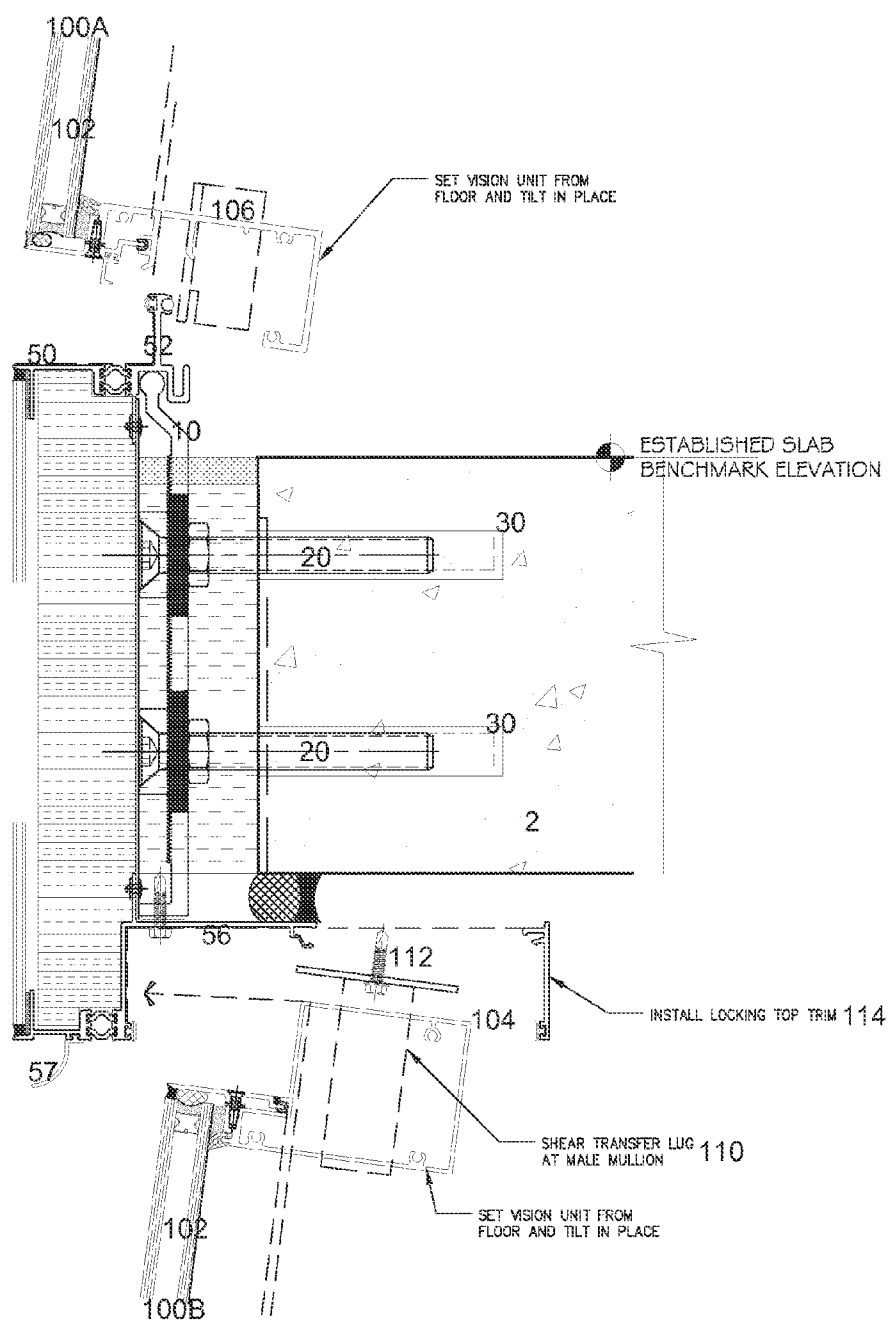 100A
102
SET VISION UNIT FROM
FLOOR AND TILT IN PLACE
106
50
52
10
ESTABLISHED SLAB
BENCHMARK ELEVATION
30
20
30
20
2
56
112
104
INSTALL LOCKING TOP TRIM 114
57
SHEAR TRANSFER LUG 110
AT MALE MULLION
SET VISION UNIT FROM
FLOOR AND TILT IN PLACE
102
100B